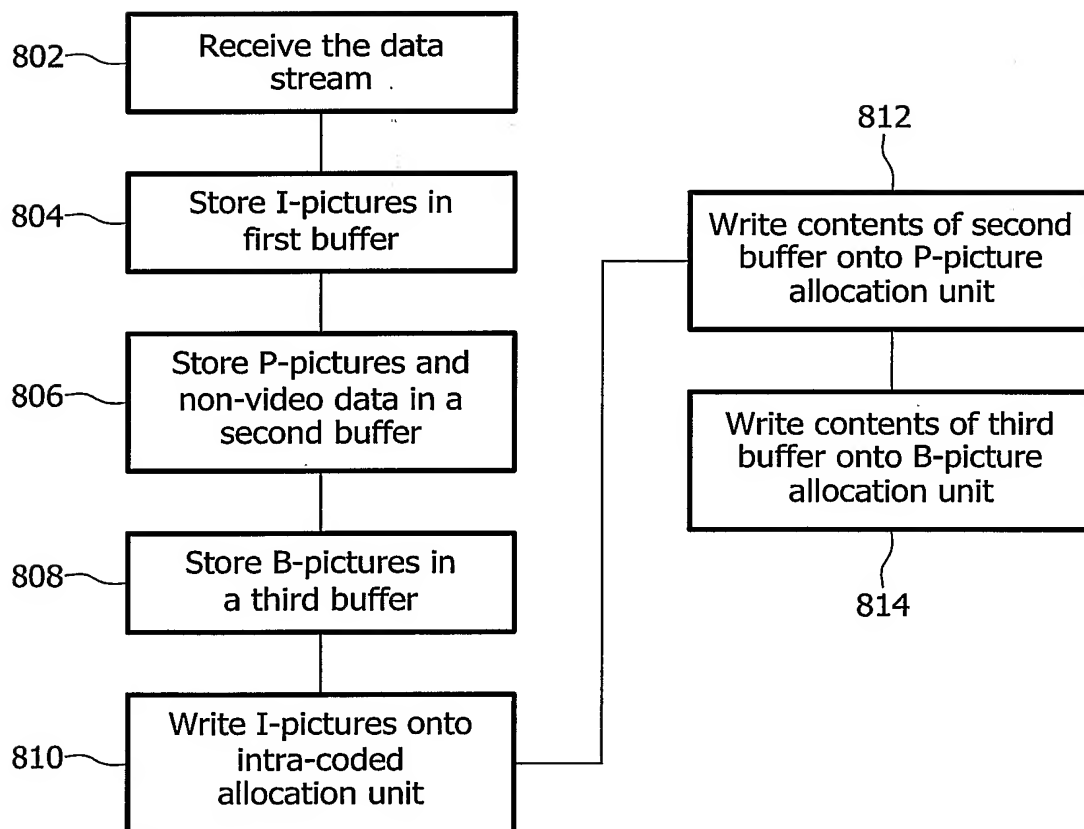 802
Receive the data
stream
804
Store I-pictures in
first buffer
806
Store P-pictures and
non-video data in a
second buffer
808
Store B-pictures in
a third buffer
810
Write I-pictures onto
intra-coded
allocation unit
812
Write contents of second
buffer onto P-picture
allocation unit
Write contents of third
buffer onto B-picture
allocation unit
814